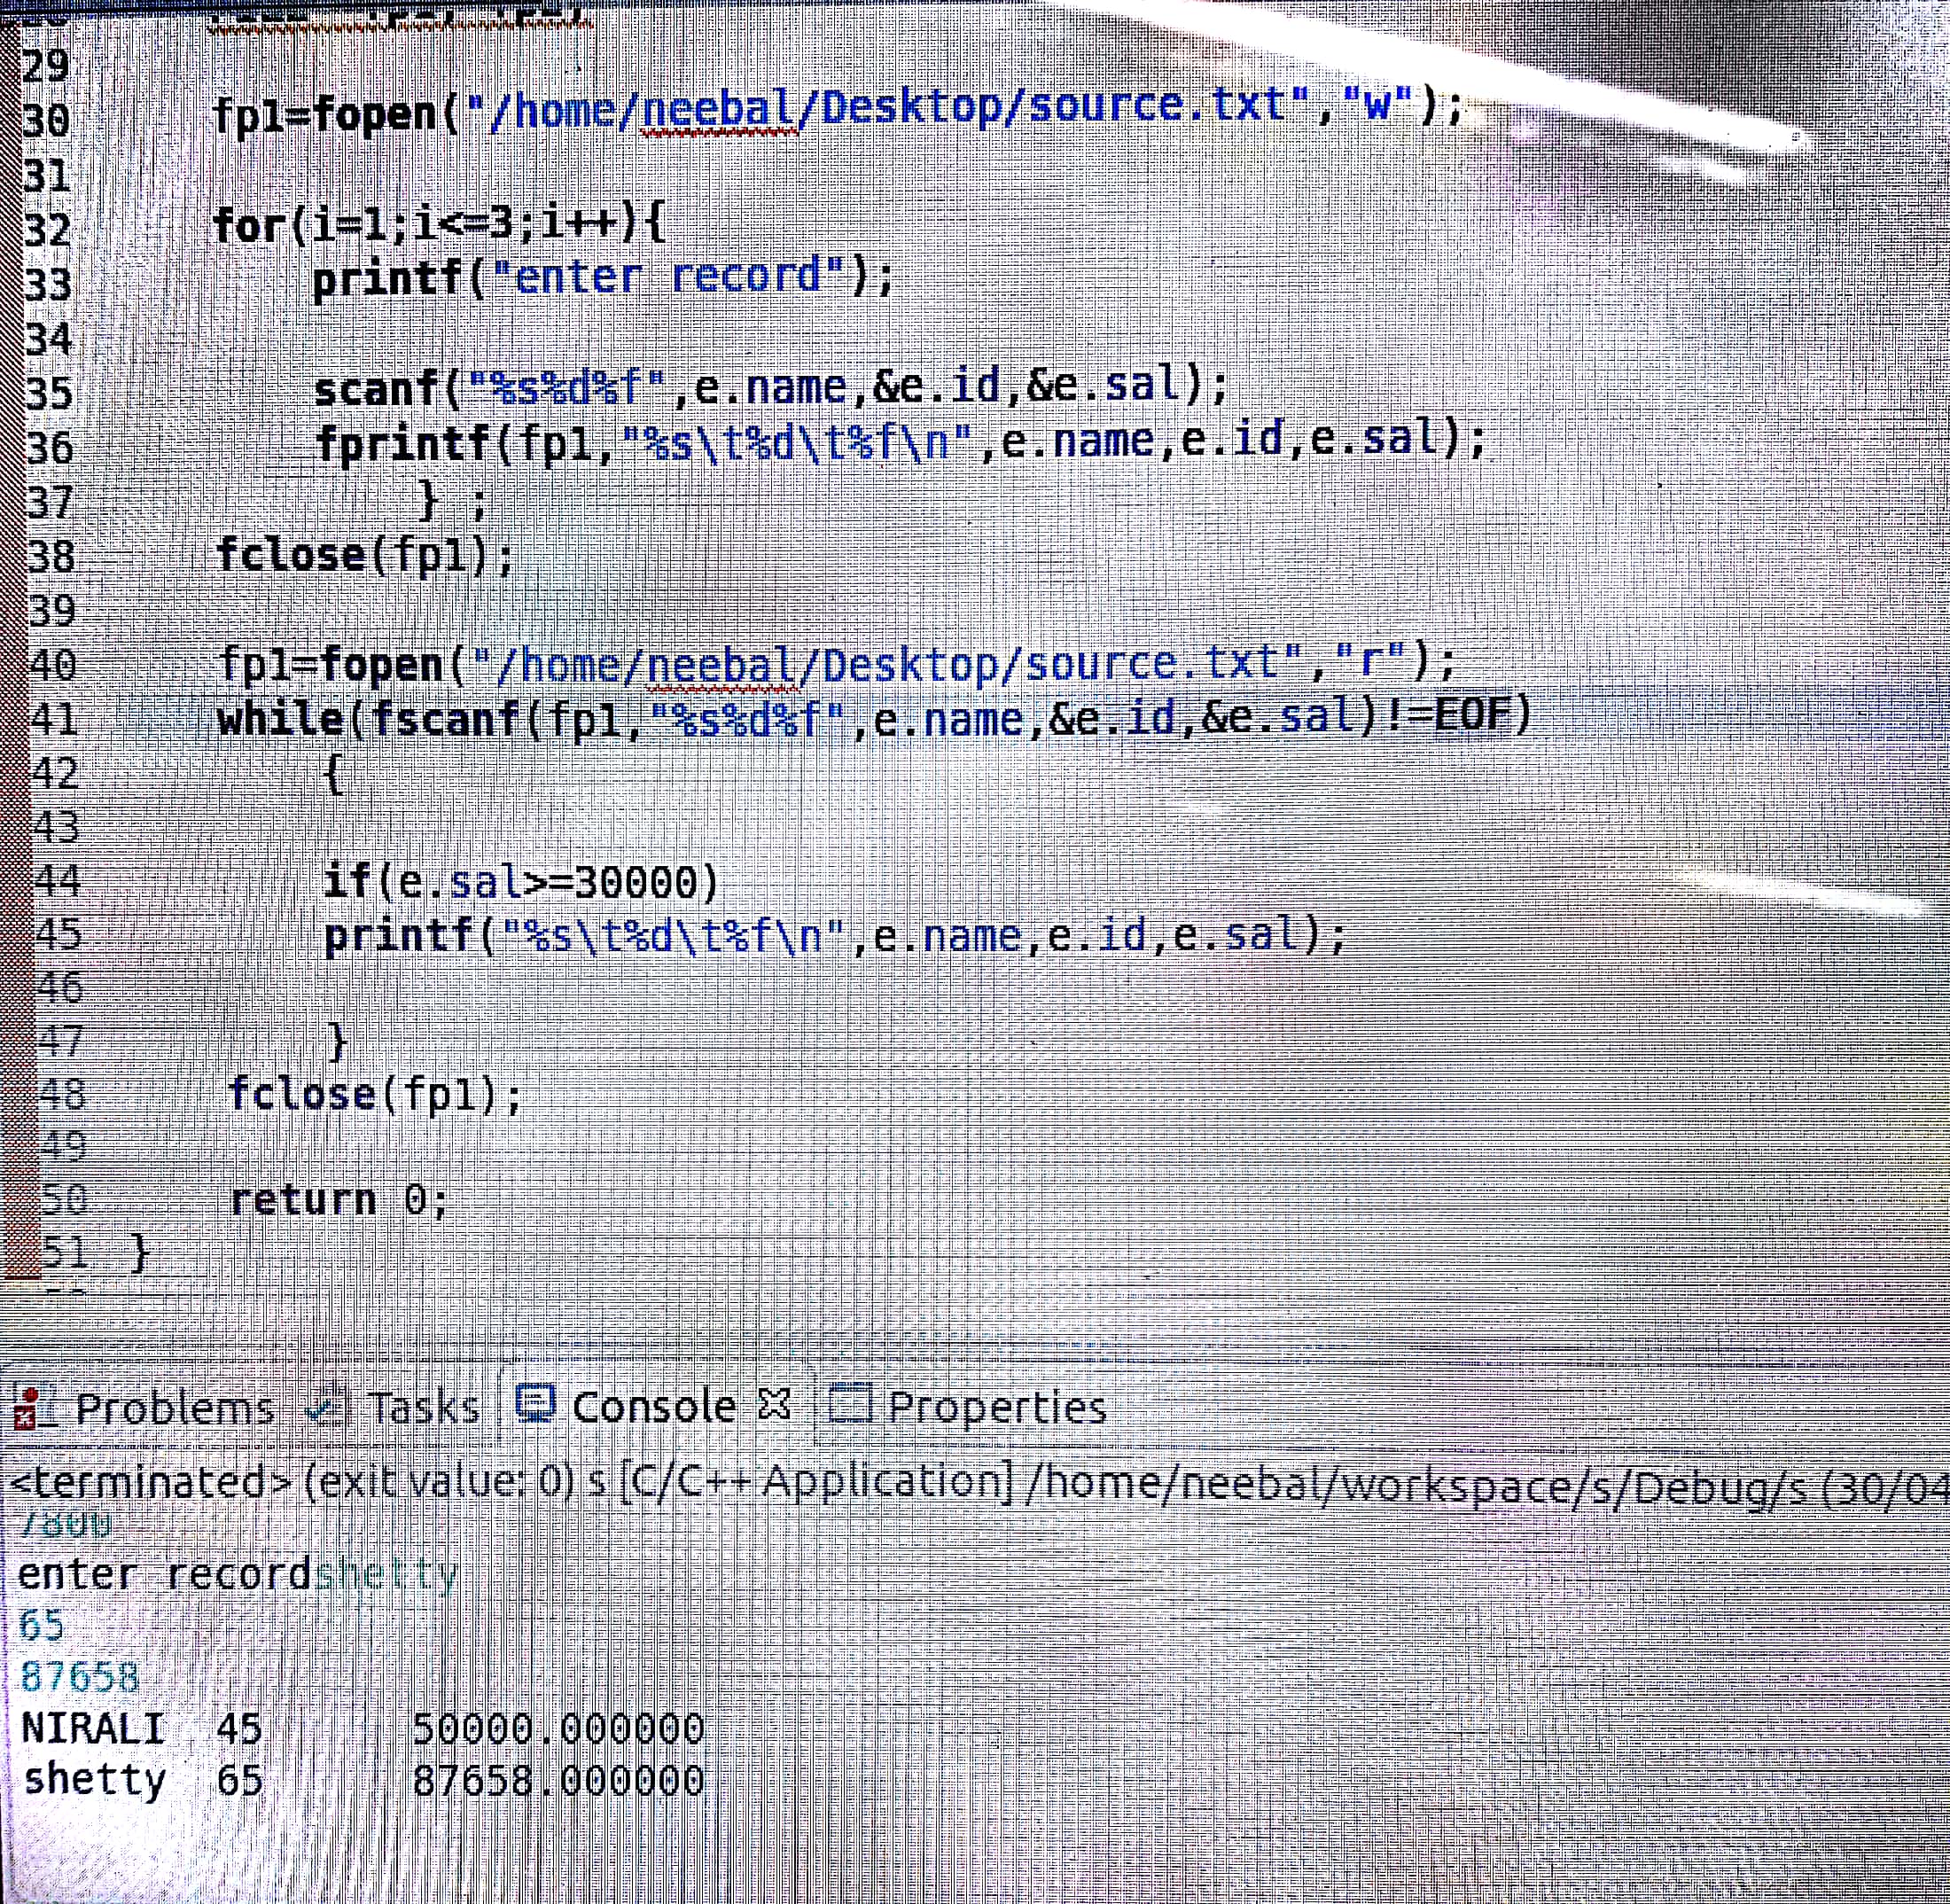 29
30 fp1=fopen("/home/neebal/Desktop/source.txt","w");
31
32 for(i=1;i<=3;i++){
33 printf("enter record");
34
35 scanf("%s%d%f",e.name,&e.id,&e.sal);
36 fprintf(fp1,"%s\t%d\t%f\n",e.name,e.id,e.sal);
37 } ;
38 fclose(fp1);
39
40 fp1=fopen("/home/neebal/Desktop/source.txt","r");
41 while(fscanf(fp1,"%s%d%f",e.name,&e.id,&e.sal)!=EOF)
42 {
43
44 if(e.sal>=30000)
45 printf("%s\t%d\t%f\n",e.name,e.id,e.sal);
46
47 }
48 fclose(fp1);
49
50 return 0;
51 }
Problems Tasks Console Properties
<terminated> (exit value: 0) s [C/C++ Application] /home/neebal/workspace/s/Debug/s (30/04
7800
enter recordshetty
65
87658
NIRALI 45 50000.000000
shetty 65 87658.000000